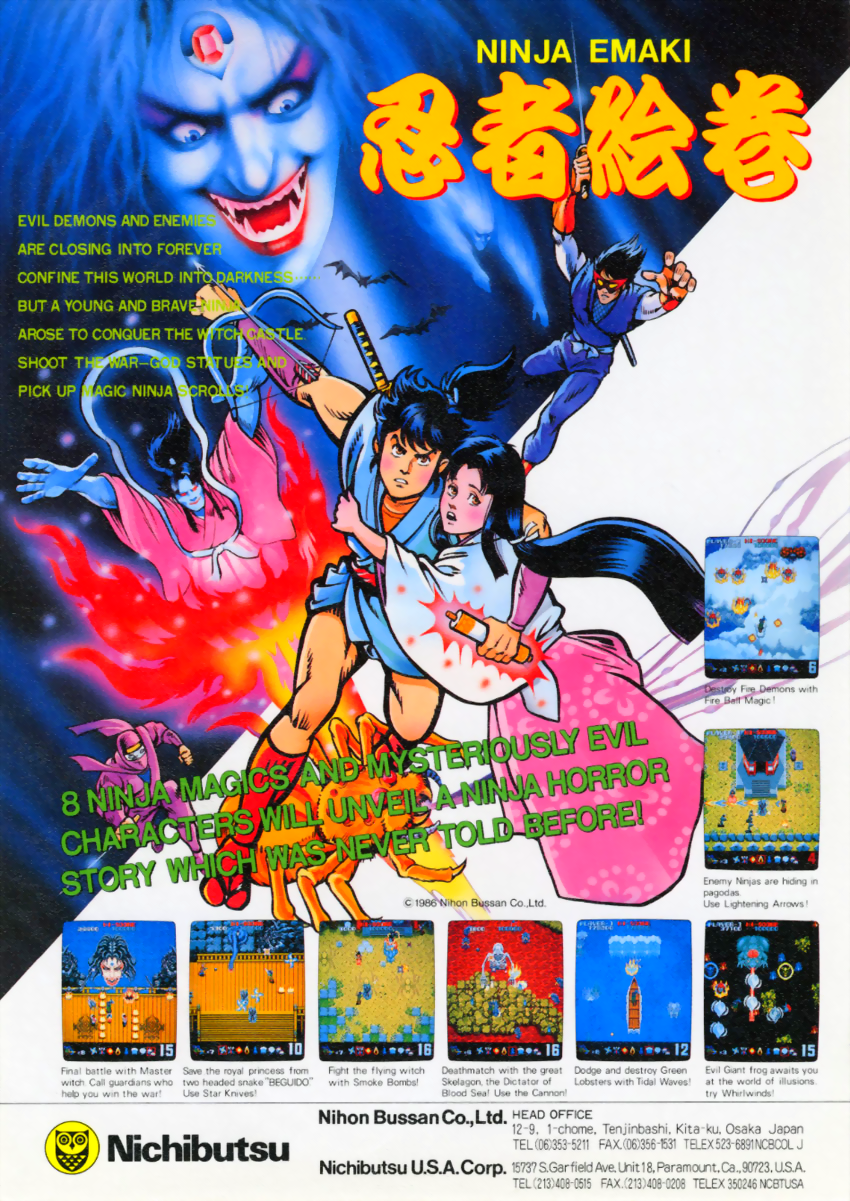 NINJA EMAKI
忍者絵巻
EVIL DEMONS AND ENEMIES
ARE CLOSING INTO FOREVER
CONFINE THIS WORLD INTO DARKNESS……
BUT A YOUNG AND BRAVE NINJA
AROSE TO CONQUER THE WITCH CASTLE.
SHOOT THE WAR-GOD STATUES AND
PICK UP MAGIC NINJA SCROLLS!
6
Destroy Fire Demons with
Fire Ball Magic!
8 NINJA MAGICS AND MYSTERIOUSLY EVIL
CHARACTERS WILL UNVEIL A NINJA HORROR
STORY WHICH WAS NEVER TOLD BEFORE!
4
Enemy Ninjas are hiding in
pagodas.
Use Lightening Arrows!
© 1986 Nihon Bussan Co., Ltd.
15
Final battle with Master
witch. Call guardians who
help you win the war!
10
Save the royal princess from
two headed snake "BEGUIDO"
Use Star Knives!
16
Fight the flying witch
with Smoke Bombs!
16
Deathmatch with the great
Skelagon, the Dictator of
Blood Sea! Use the Cannon!
12
Dodge and destroy Green
Lobsters with Tidal Waves!
15
Evil Giant frog awaits you
at the world of illusions.
try Whirlwinds!
Nichibutsu
Nihon Bussan Co., Ltd. HEAD OFFICE
12-9, 1-chome, Tenjinbashi, Kita-ku, Osaka Japan
TEL (06)353-5211 FAX.(06)356-1531 TELEX 523-6891 NCBCOL J
Nichibutsu U.S.A. Corp. 15737 S.Garfield Ave. Unit 18, Paramount, Ca., 90723, U.S.A.
TEL (213)408-0515 FAX.(213)408-0208 TELEX 350246 NCBTUSA